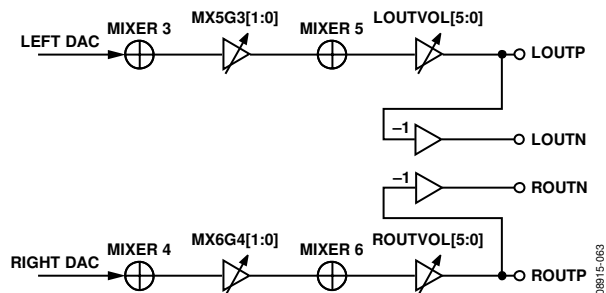 MIXER 3 MX5G3[1:0] MIXER 5 LOUTVOL[5:0]
LEFT DAC
LOUTP
–1
LOUTN
–1
ROUTN
MIXER 4 MX6G4[1:0] MIXER 6 ROUTVOL[5:0]
RIGHT DAC
ROUTP
08915-063